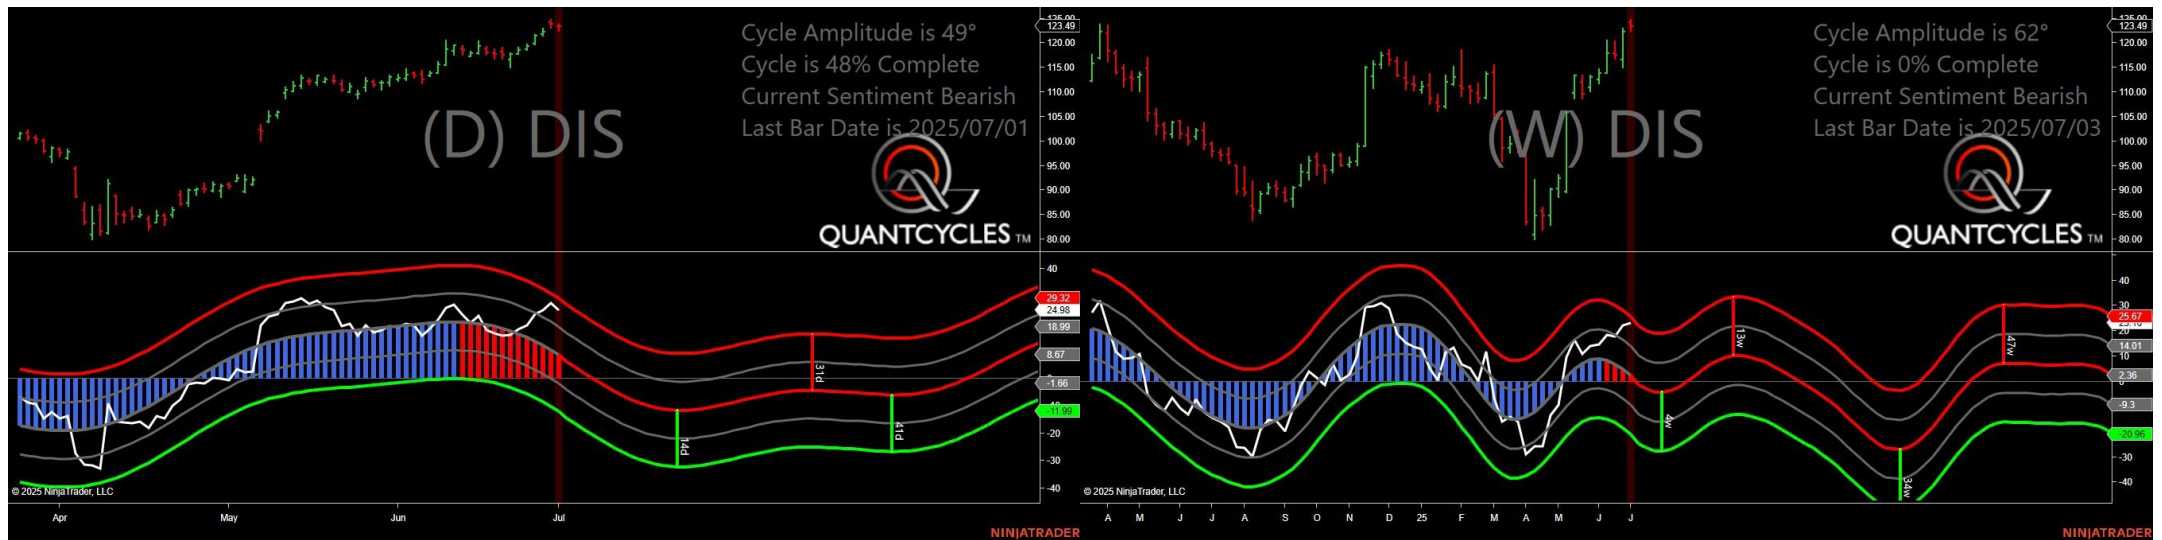 Cycle Amplitude is 49°
Cycle is 48% Complete
Current Sentiment Bearish
Last Bar Date is 2025/07/01
(D) DIS
QUANTCYCLES TM
125.00
123.49
120.00
115.00
110.00
105.00
100.00
95.00
90.00
85.00
80.00
40
29.32
24.98
18.99
8.67
-1.66
-11.99
-20
-30
-40
14d
31d
41d
© 2025 NinjaTrader, LLC
Apr May Jun Jul
NINJATRADER
Cycle Amplitude is 62°
Cycle is 0% Complete
Current Sentiment Bearish
Last Bar Date is 2025/07/03
(W) DIS
QUANTCYCLES TM
125.00
123.49
120.00
115.00
110.00
105.00
100.00
95.00
90.00
85.00
80.00
40
30
25.67
20
14.01
10
2.36
-9.3
-20.96
-30
-40
4w
13w
34w
47w
© 2025 NinjaTrader, LLC
A M J J A S O N D 25 F M A M J J
NINJATRADER